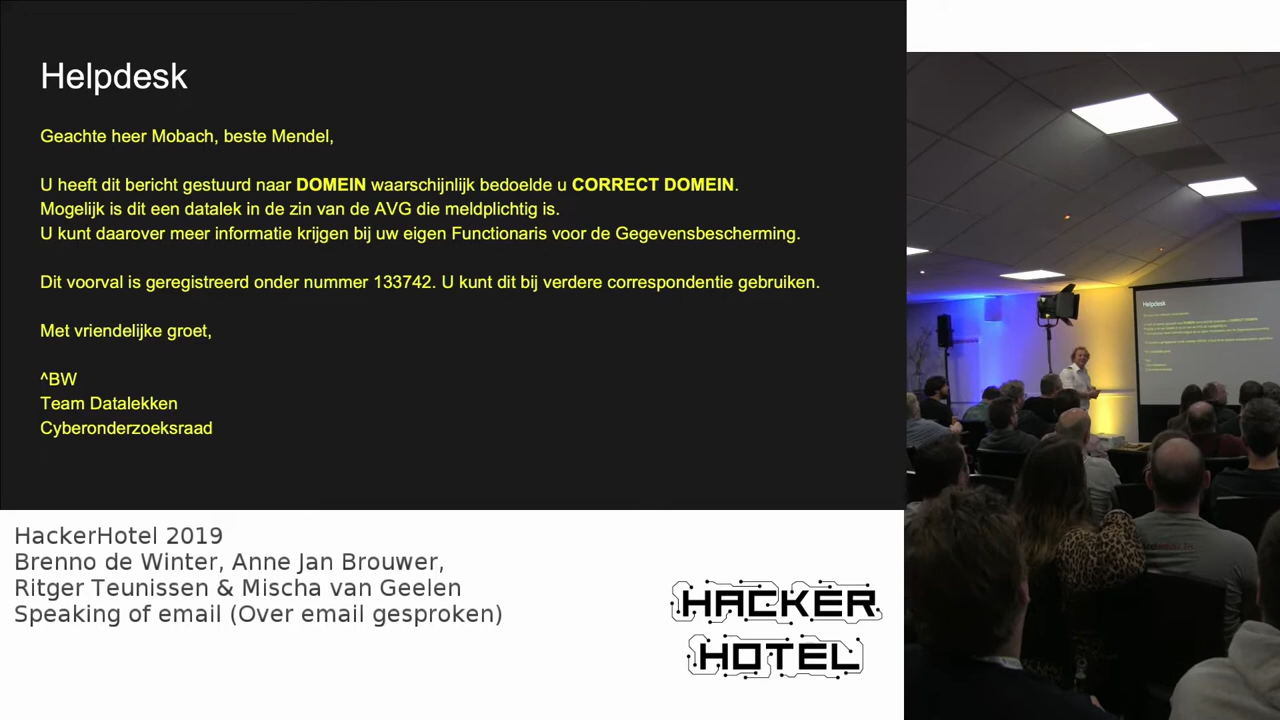 Helpdesk
Geachte heer Mobach, beste Mendel,
U heeft dit bericht gestuurd naar DOMEIN waarschijnlijk bedoelde u CORRECT DOMEIN.
Mogelijk is dit een datalek in de zin van de AVG die meldplichtig is.
U kunt daarover meer informatie krijgen bij uw eigen Functionaris voor de Gegevensbescherming.
Dit voorval is geregistreerd onder nummer 133742. U kunt dit bij verdere correspondentie gebruiken.
Met vriendelijke groet,
^BW
Team Datalekken
Cyberonderzoeksraad
HackerHotel 2019
Brenno de Winter, Anne Jan Brouwer,
Ritger Teunissen & Mischa van Geelen
Speaking of email (Over email gesproken)
HACKER
HOTEL
Helpdesk